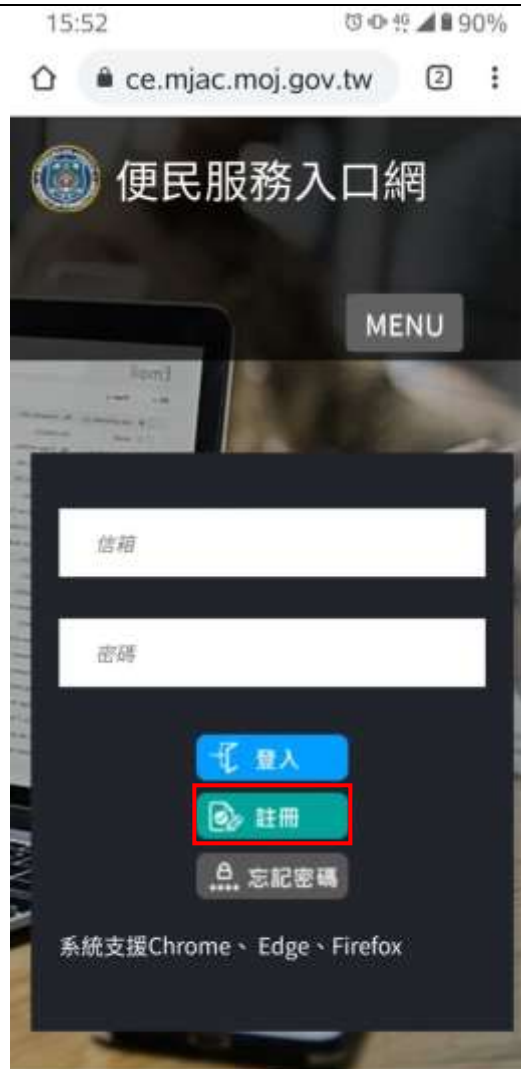 15:52
4G
90%
ce.mjac.moj.gov.tw
2
便民服務入口網
MENU
信箱
密碼
登入
註冊
忘記密碼
系統支援Chrome、Edge、Firefox